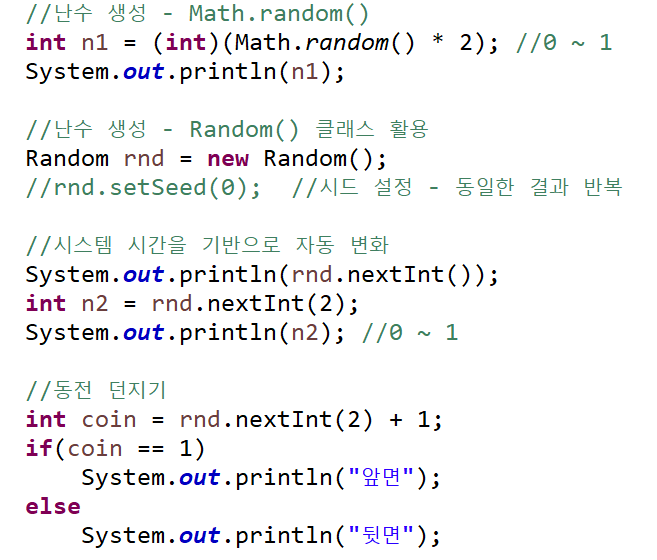 //난수 생성 - Math.random()
int n1 = (int)(Math.random() * 2); //0 ~ 1
System.out.println(n1);
//난수 생성 - Random() 클래스 활용
Random rnd = new Random();
//rnd.setSeed(0);  //시드 설정 - 동일한 결과 반복
//시스템 시간을 기반으로 자동 변화
System.out.println(rnd.nextInt());
int n2 = rnd.nextInt(2);
System.out.println(n2); //0 ~ 1
//동전 던지기
int coin = rnd.nextInt(2) + 1;
if(coin == 1)
    System.out.println("앞면");
else
    System.out.println("뒷면");